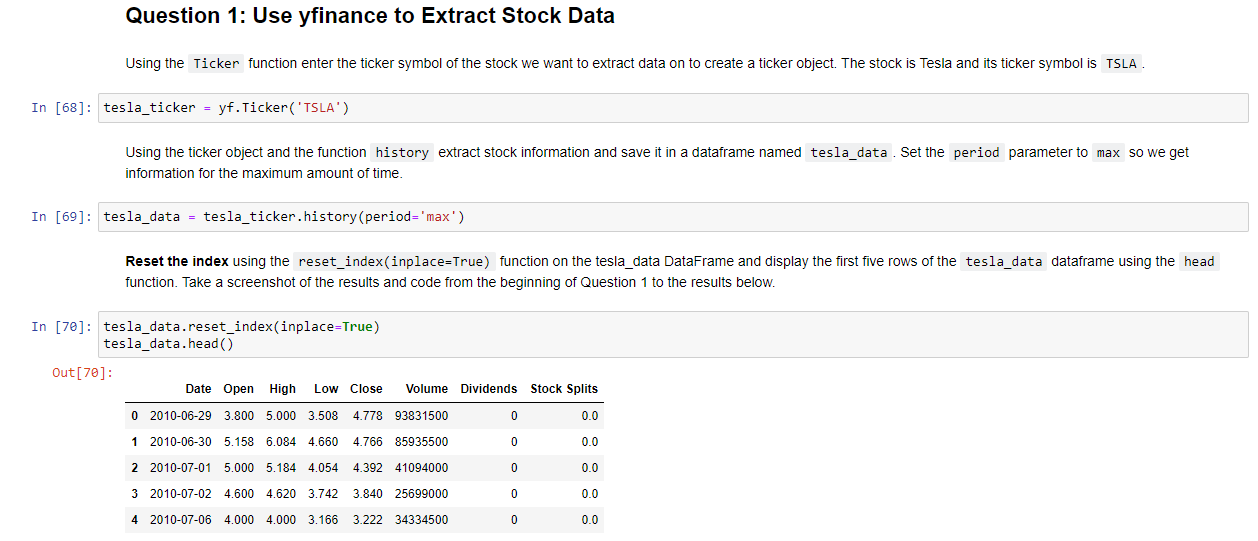 Question 1: Use yfinance to Extract Stock Data
Using the Ticker function enter the ticker symbol of the stock we want to extract data on to create a ticker object. The stock is Tesla and its ticker symbol is TSLA .
In [68]: tesla_ticker = yf.Ticker('TSLA')
Using the ticker object and the function history extract stock information and save it in a dataframe named tesla_data . Set the period parameter to max so we get
information for the maximum amount of time.
In [69]: tesla_data = tesla_ticker.history(period='max')
Reset the index using the reset_index(inplace=True) function on the tesla_data DataFrame and display the first five rows of the tesla_data dataframe using the head
function. Take a screenshot of the results and code from the beginning of Question 1 to the results below.
In [70]: tesla_data.reset_index(inplace=True)
tesla_data.head()
Out[70]:
Date Open High Low Close Volume Dividends Stock Splits
0 2010-06-29 3.800 5.000 3.508 4.778 93831500 0 0.0
1 2010-06-30 5.158 6.084 4.660 4.766 85935500 0 0.0
2 2010-07-01 5.000 5.184 4.054 4.392 41094000 0 0.0
3 2010-07-02 4.600 4.620 3.742 3.840 25699000 0 0.0
4 2010-07-06 4.000 4.000 3.166 3.222 34334500 0 0.0